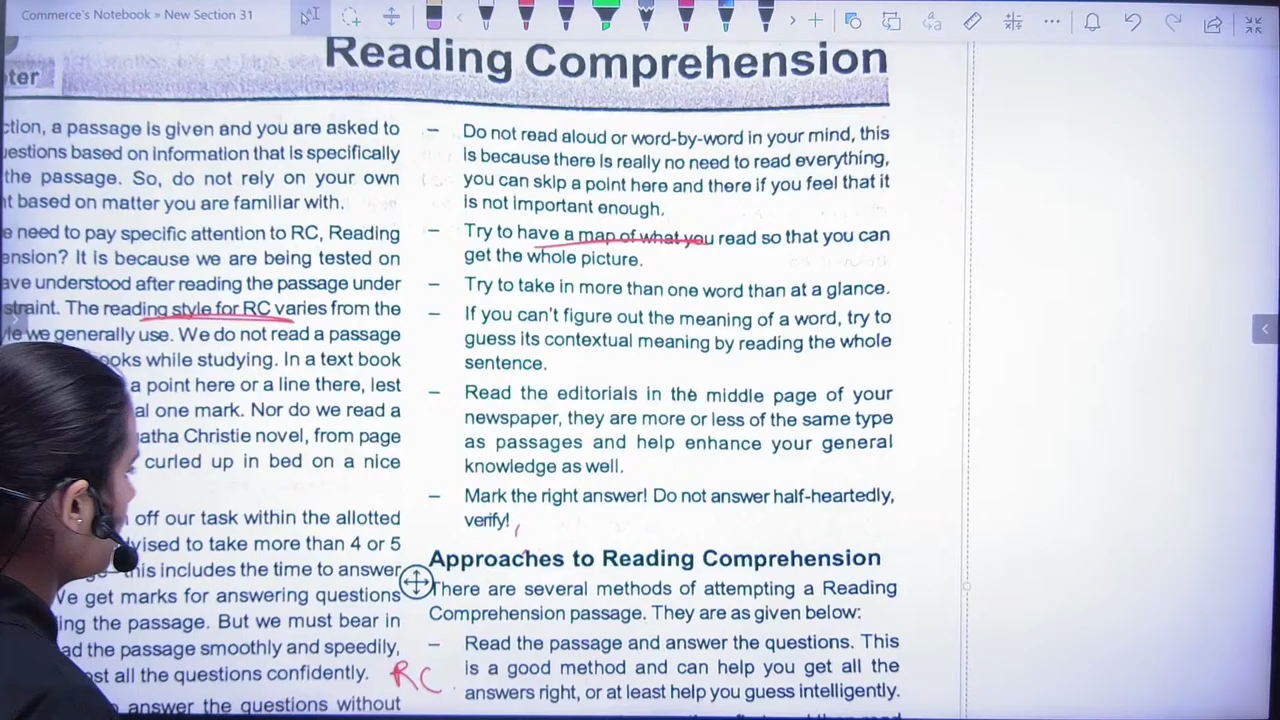 Commerce's Notebook » New Section 31
Reading Comprehension
ter
ction, a passage is given and you are asked to
uestions based on information that is specifically
the passage. So, do not rely on your own
nt based on matter you are familiar with.
e need to pay specific attention to RC, Reading
ension? It is because we are being tested on
ave understood after reading the passage under
straint. The reading style for RC varies from the
yle we generally use. We do not read a passage
ooks while studying. In a text book
a point here or a line there, lest
al one mark. Nor do we read a
gatha Christie novel, from page
curled up in bed on a nice
off our task within the allotted
vised to take more than 4 or 5
this includes the time to answer
We get marks for answering questions
ing the passage. But we must bear in
ad the passage smoothly and speedily,
st all the questions confidently.
RC
answer the questions without
– Do not read aloud or word-by-word in your mind, this
is because there is really no need to read everything,
you can skip a point here and there if you feel that it
is not important enough.
– Try to have a map of what you read so that you can
get the whole picture.
– Try to take in more than one word than at a glance.
– If you can't figure out the meaning of a word, try to
guess its contextual meaning by reading the whole
sentence.
– Read the editorials in the middle page of your
newspaper, they are more or less of the same type
as passages and help enhance your general
knowledge as well.
– Mark the right answer! Do not answer half-heartedly,
verify!
Approaches to Reading Comprehension
There are several methods of attempting a Reading
Comprehension passage. They are as given below:
– Read the passage and answer the questions. This
is a good method and can help you get all the
answers right, or at least help you guess intelligently.